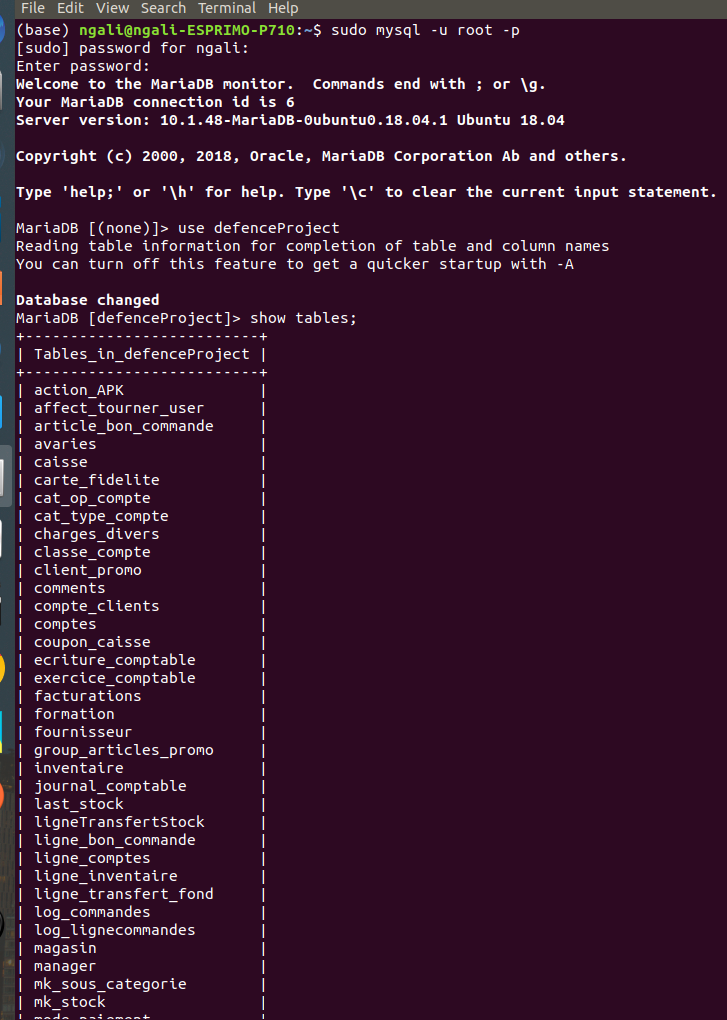 File Edit View Search Terminal Help
(base) ngali@ngali-ESPRIMO-P710:~$ sudo mysql -u root -p
[sudo] password for ngali:
Enter password:
Welcome to the MariaDB monitor.  Commands end with ; or \g.
Your MariaDB connection id is 6
Server version: 10.1.48-MariaDB-0ubuntu0.18.04.1 Ubuntu 18.04
Copyright (c) 2000, 2018, Oracle, MariaDB Corporation Ab and others.
Type 'help;' or '\h' for help. Type '\c' to clear the current input statement.
MariaDB [(none)]> use defenceProject
Reading table information for completion of table and column names
You can turn off this feature to get a quicker startup with -A
Database changed
MariaDB [defenceProject]> show tables;
+--------------------------+
| Tables_in_defenceProject |
+--------------------------+
| action_APK               |
| affect_tourner_user      |
| article_bon_commande     |
| avaries                  |
| caisse                   |
| carte_fidelite           |
| cat_op_compte            |
| cat_type_compte          |
| charges_divers           |
| classe_compte            |
| client_promo             |
| comments                 |
| compte_clients           |
| comptes                  |
| coupon_caisse            |
| ecriture_comptable       |
| exercice_comptable       |
| facturations             |
| formation                |
| fournisseur              |
| group_articles_promo     |
| inventaire               |
| journal_comptable        |
| last_stock               |
| ligneTransfertStock      |
| ligne_bon_commande       |
| ligne_comptes            |
| ligne_inventaire         |
| ligne_transfert_fond     |
| log_commandes            |
| log_lignecommandes       |
| magasin                  |
| manager                  |
| mk_sous_categorie        |
| mk_stock                 |